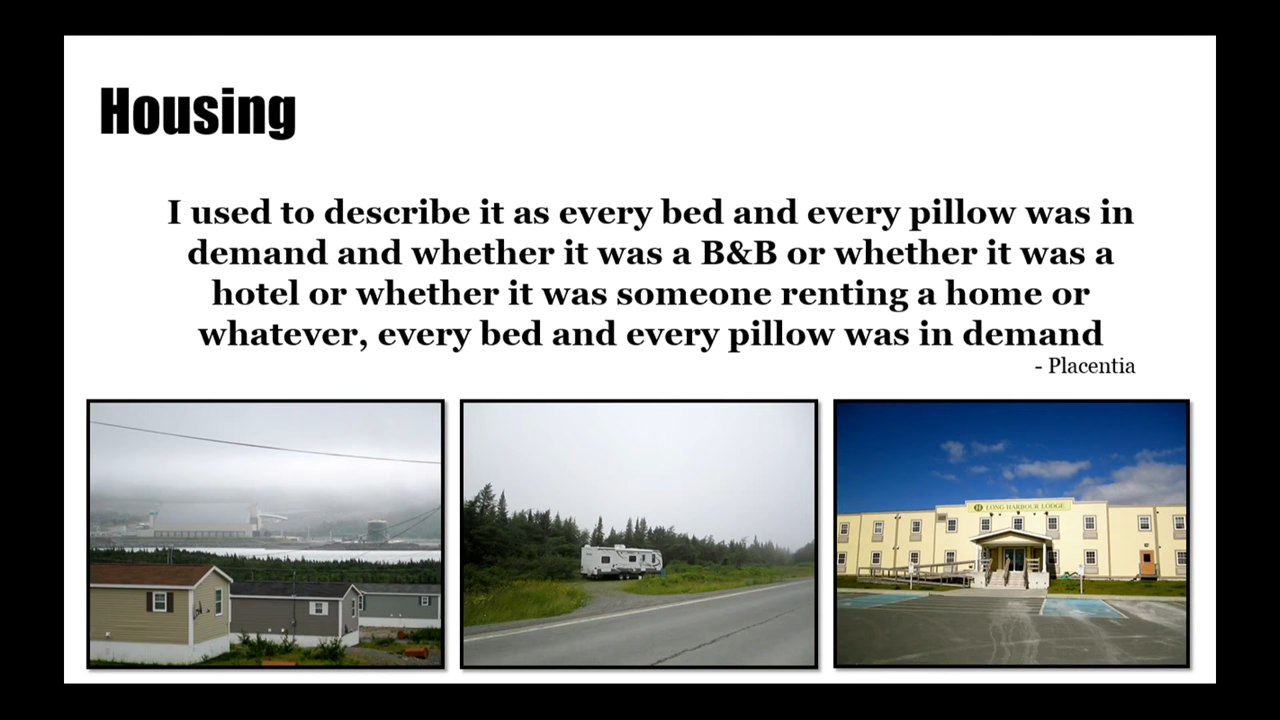 Housing
I used to describe it as every bed and every pillow was in
demand and whether it was a B&B or whether it was a
hotel or whether it was someone renting a home or
whatever, every bed and every pillow was in demand
- Placentia
LONG HARBOUR LODGE